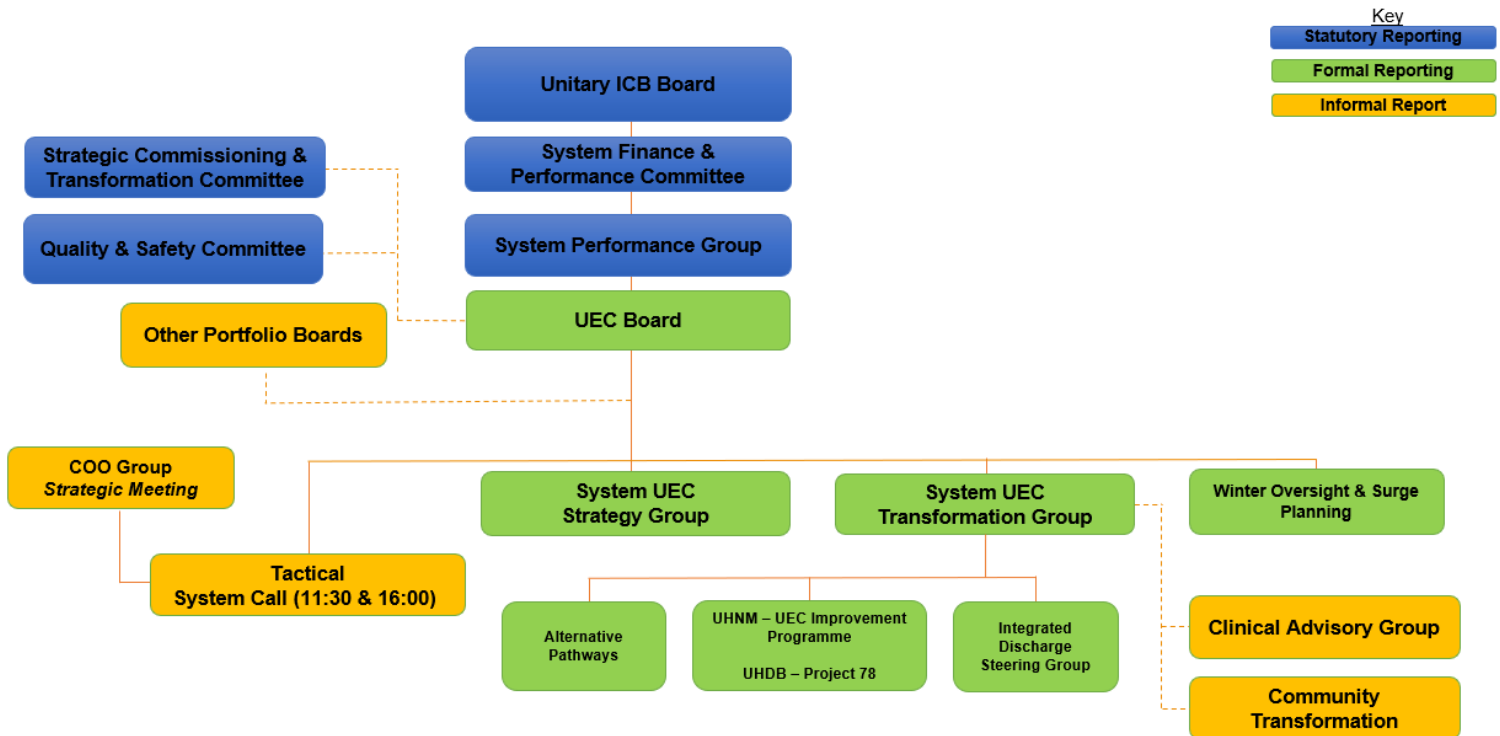 Key
Statutory Reporting
Formal Reporting
Informal Report
Unitary ICB Board
Strategic Commissioning &
Transformation Committee
System Finance &
Performance Committee
Quality & Safety Committee
System Performance Group
Other Portfolio Boards
UEC Board
COO Group
Strategic Meeting
System UEC
Strategy Group
System UEC
Transformation Group
Winter Oversight & Surge
Planning
Tactical
System Call (11:30 & 16:00)
Alternative
Pathways
UHNM – UEC Improvement
Programme
UHDB – Project 78
Integrated
Discharge
Steering Group
Clinical Advisory Group
Community
Transformation